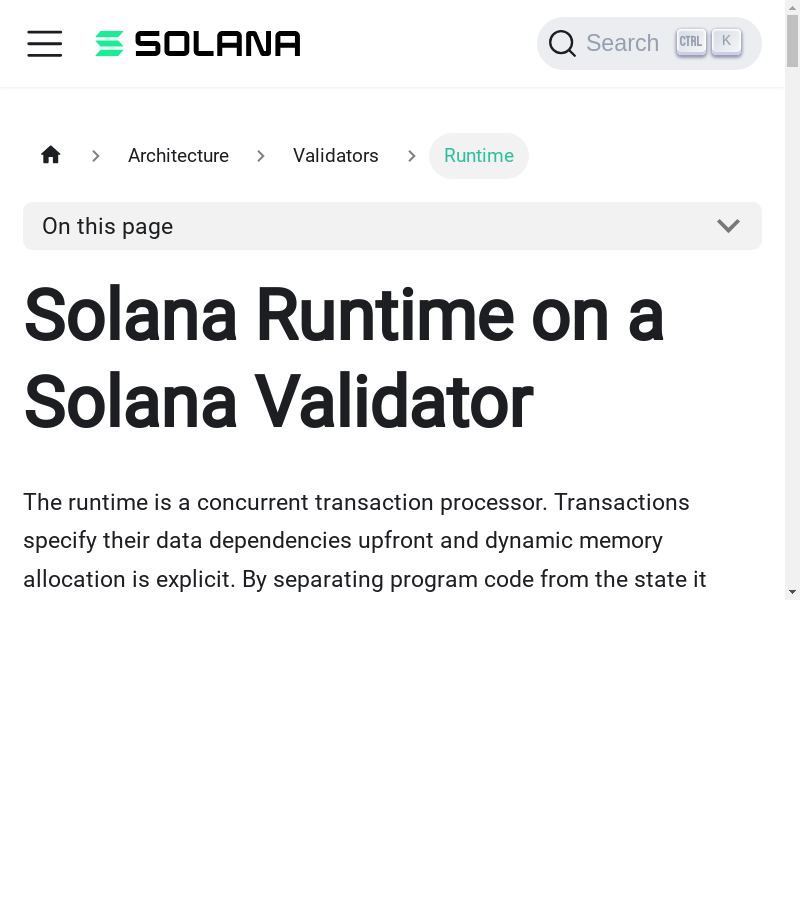 SOLANA
Search CTRL K
Architecture Validators Runtime
On this page
Solana Runtime on a
Solana Validator
The runtime is a concurrent transaction processor. Transactions
specify their data dependencies upfront and dynamic memory
allocation is explicit. By separating program code from the state it